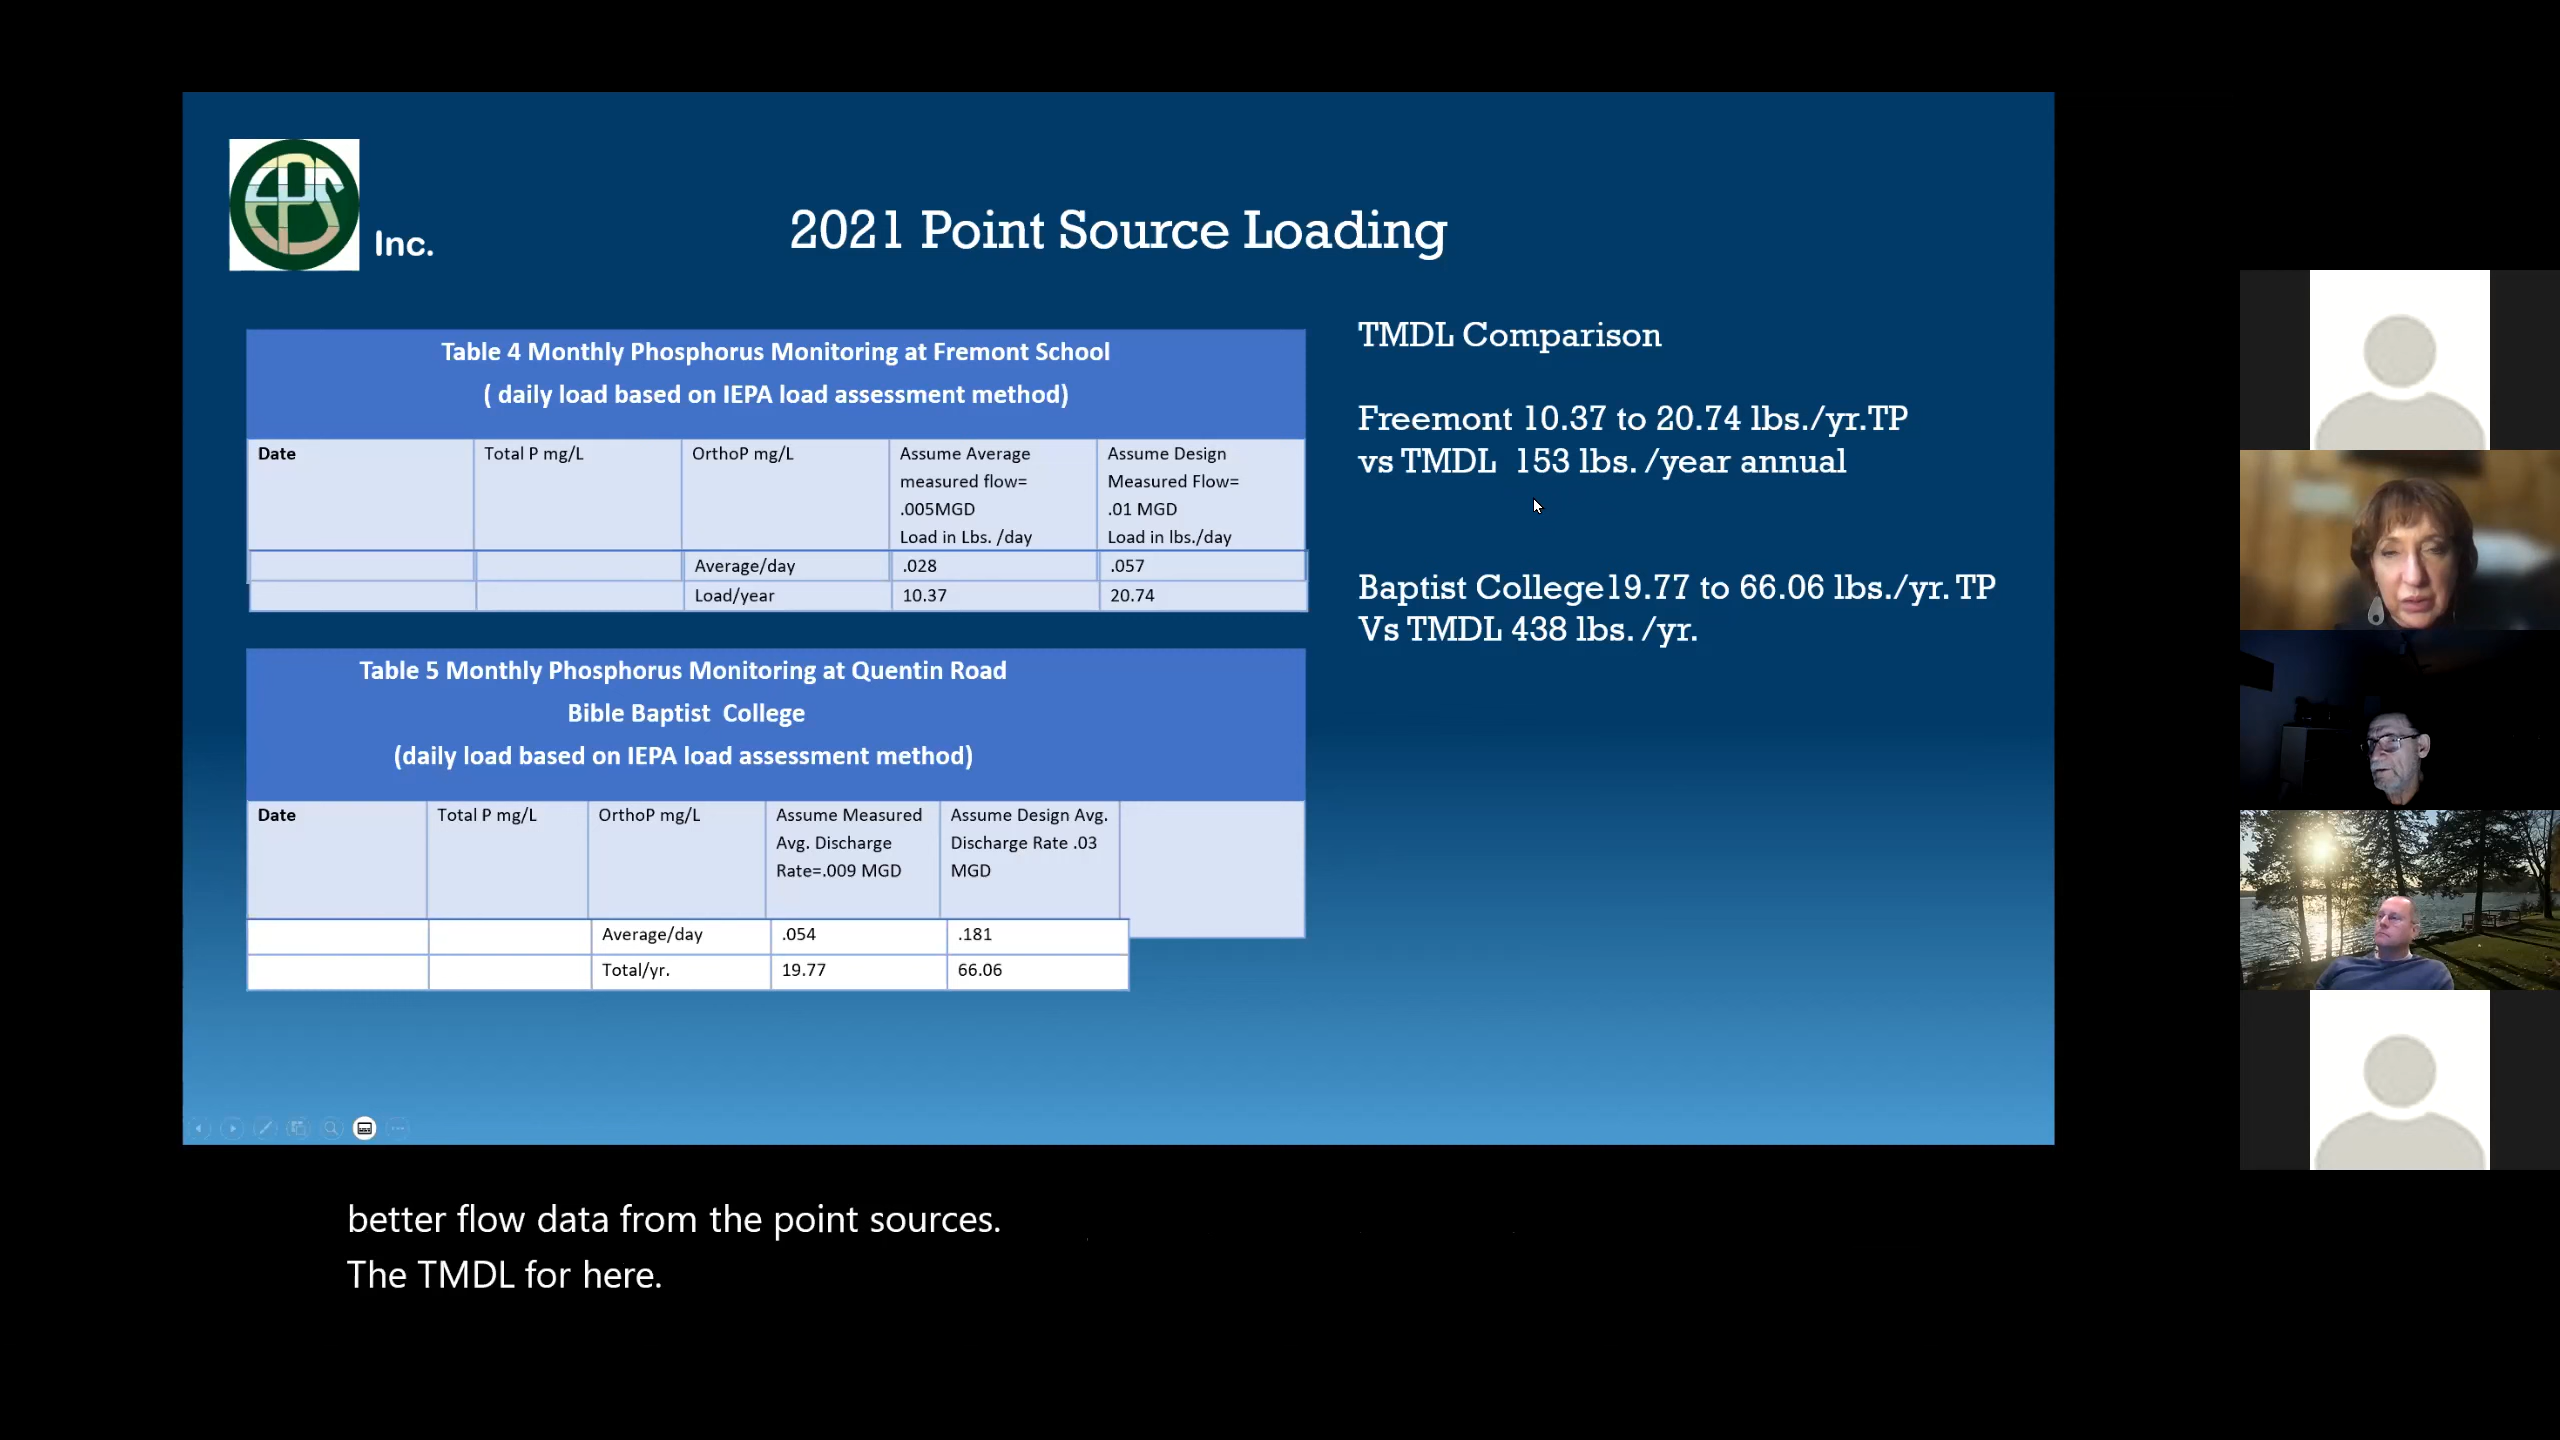 EPS
Inc.
2021 Point Source Loading
Table 4 Monthly Phosphorus Monitoring at Fremont School
( daily load based on IEPA load assessment method)
Date
Total P mg/L
OrthoP mg/L
Assume Average
measured flow=
.005MGD
Load in Lbs. /day
Assume Design
Measured Flow=
.01 MGD
Load in lbs./day
Average/day
.028
.057
Load/year
10.37
20.74
Table 5 Monthly Phosphorus Monitoring at Quentin Road
Bible Baptist College
(daily load based on IEPA load assessment method)
Date
Total P mg/L
OrthoP mg/L
Assume Measured
Avg. Discharge
Rate=.009 MGD
Assume Design Avg.
Discharge Rate .03
MGD
Average/day
.054
.181
Total/yr.
19.77
66.06
TMDL Comparison
Freemont 10.37 to 20.74 lbs./yr.TP
vs TMDL 153 lbs. /year annual
Baptist College19.77 to 66.06 lbs./yr. TP
Vs TMDL 438 lbs. /yr.
better flow data from the point sources.
The TMDL for here.